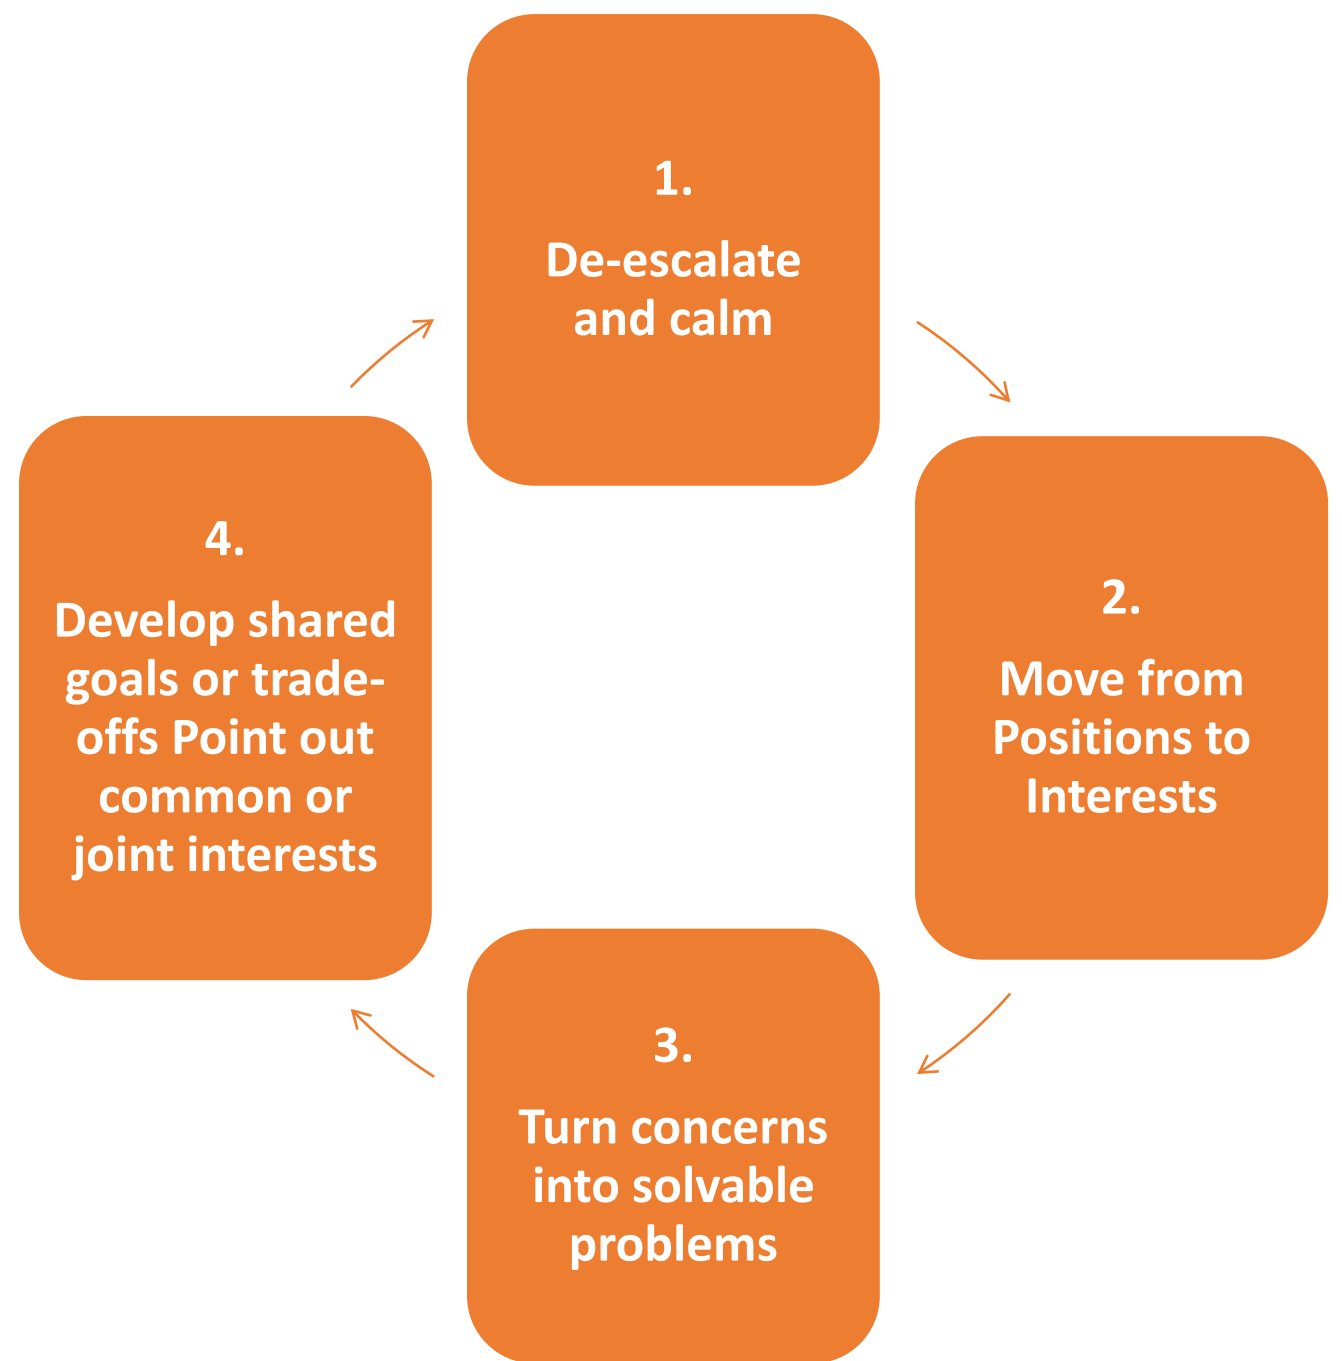 1.
De-escalate
and calm
2.
Move from
Positions to
Interests
3.
Turn concerns
into solvable
problems
4.
Develop shared
goals or trade-
offs Point out
common or
joint interests